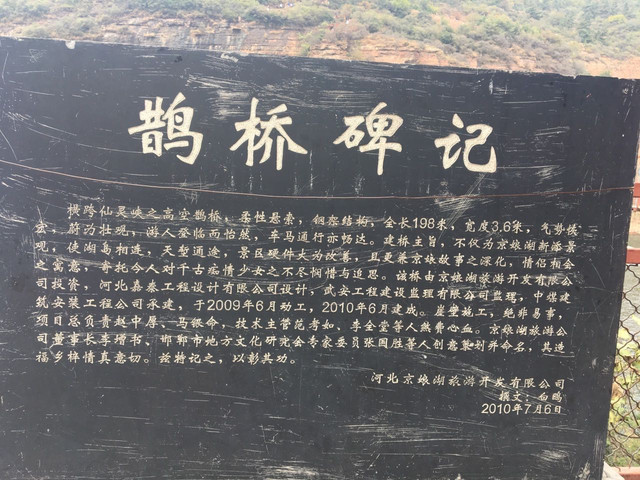 鹊桥碑记
横跨仙灵峡之高空鹊桥，柔性悬索，钢架结构，全长198米，宽度3.6米，气势恢
宏，蔚为壮观，游人登临而怡然，车马通行亦畅达。建桥主旨，不仅为京娘湖新添景
观，使湖岛相连，天堑通途，景区硬件大为改善，且更兼京娘故事之深化，情侣相会
之寓意，寄托今人对千古痴情少女之不尽惋惜与追思。该桥由京娘湖旅游开发有限公
司投资，河北嘉泰工程设计有限公司设计，武安工程建设监理有限公司监理，中煤建
筑安装工程公司承建，于2009年6月动工，2010年6月建成。崖壁施工，绝非易事，
项目总负责赵中厚、马银命，技术主管范考如、李全堂等人煞费心血。京娘湖旅游公
司董事长李增书、邯郸市地方文化研究会专家委员张国胜等人创意策划并命名，共造
福乡梓情真意切。兹特记之，以彰其功。
河北京娘湖旅游开发有限公司
撰文：白鸥
2010年7月6日